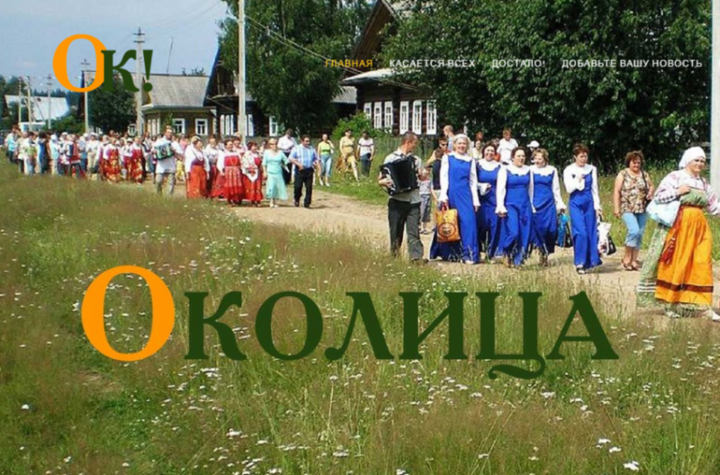 Ок!
ГЛАВНАЯ КАСАЕТСЯ ВСЕХ ДОСТАЛО! ДОБАВЬТЕ ВАШУ НОВОСТЬ
Околица